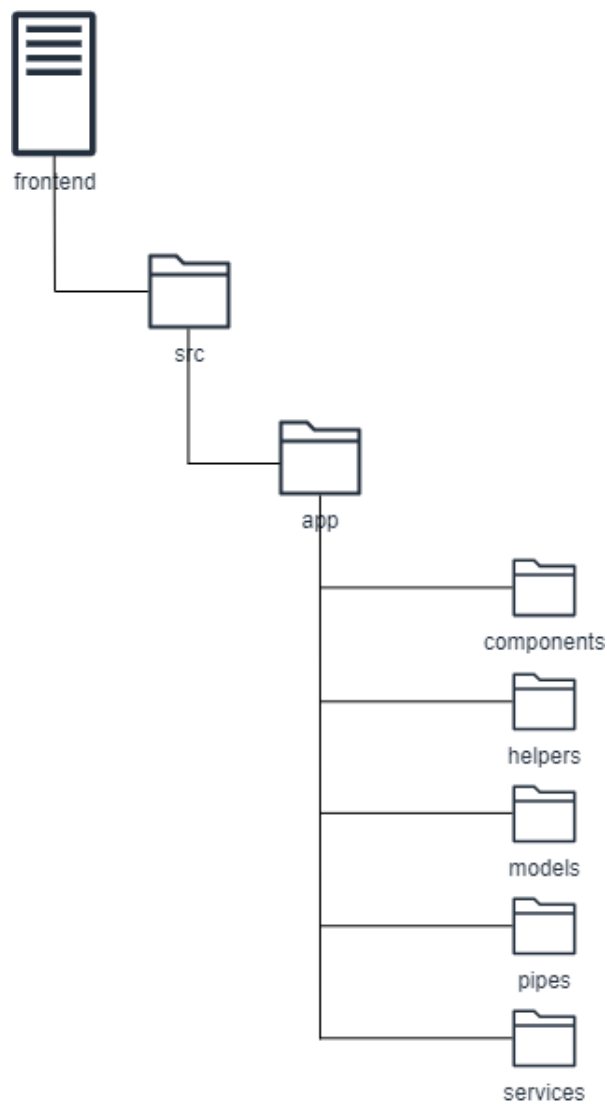 frontend
src
app
components
helpers
models
pipes
services